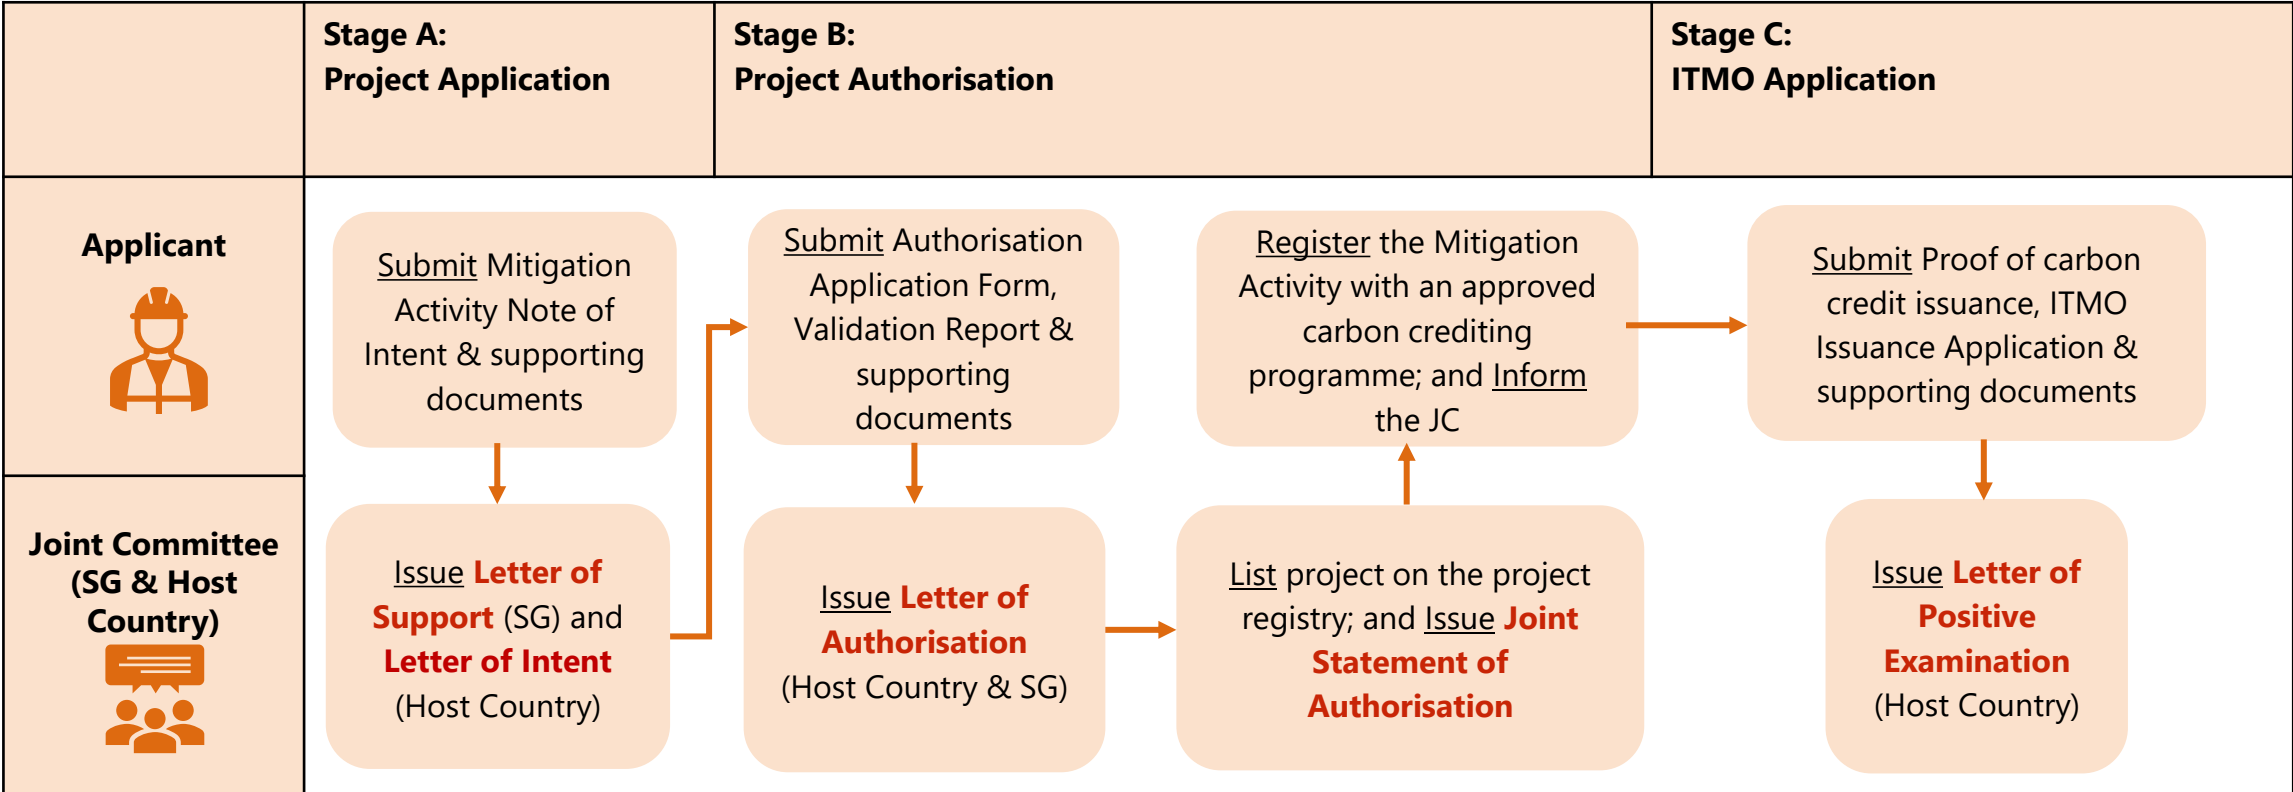 Stage A:
Project Application
Stage B:
Project Authorisation
Stage C:
ITMO Application
Applicant
Submit Mitigation
Activity Note of
Intent & supporting
documents
Submit Authorisation
Application Form,
Validation Report &
supporting
documents
Register the Mitigation
Activity with an approved
carbon crediting
programme; and Inform
the JC
Submit Proof of carbon
credit issuance, ITMO
Issuance Application &
supporting documents
Joint Committee
(SG & Host
Country)
Issue Letter of
Support (SG) and
Letter of Intent
(Host Country)
Issue Letter of
Authorisation
(Host Country & SG)
List project on the project
registry; and Issue Joint
Statement of
Authorisation
Issue Letter of
Positive
Examination
(Host Country)